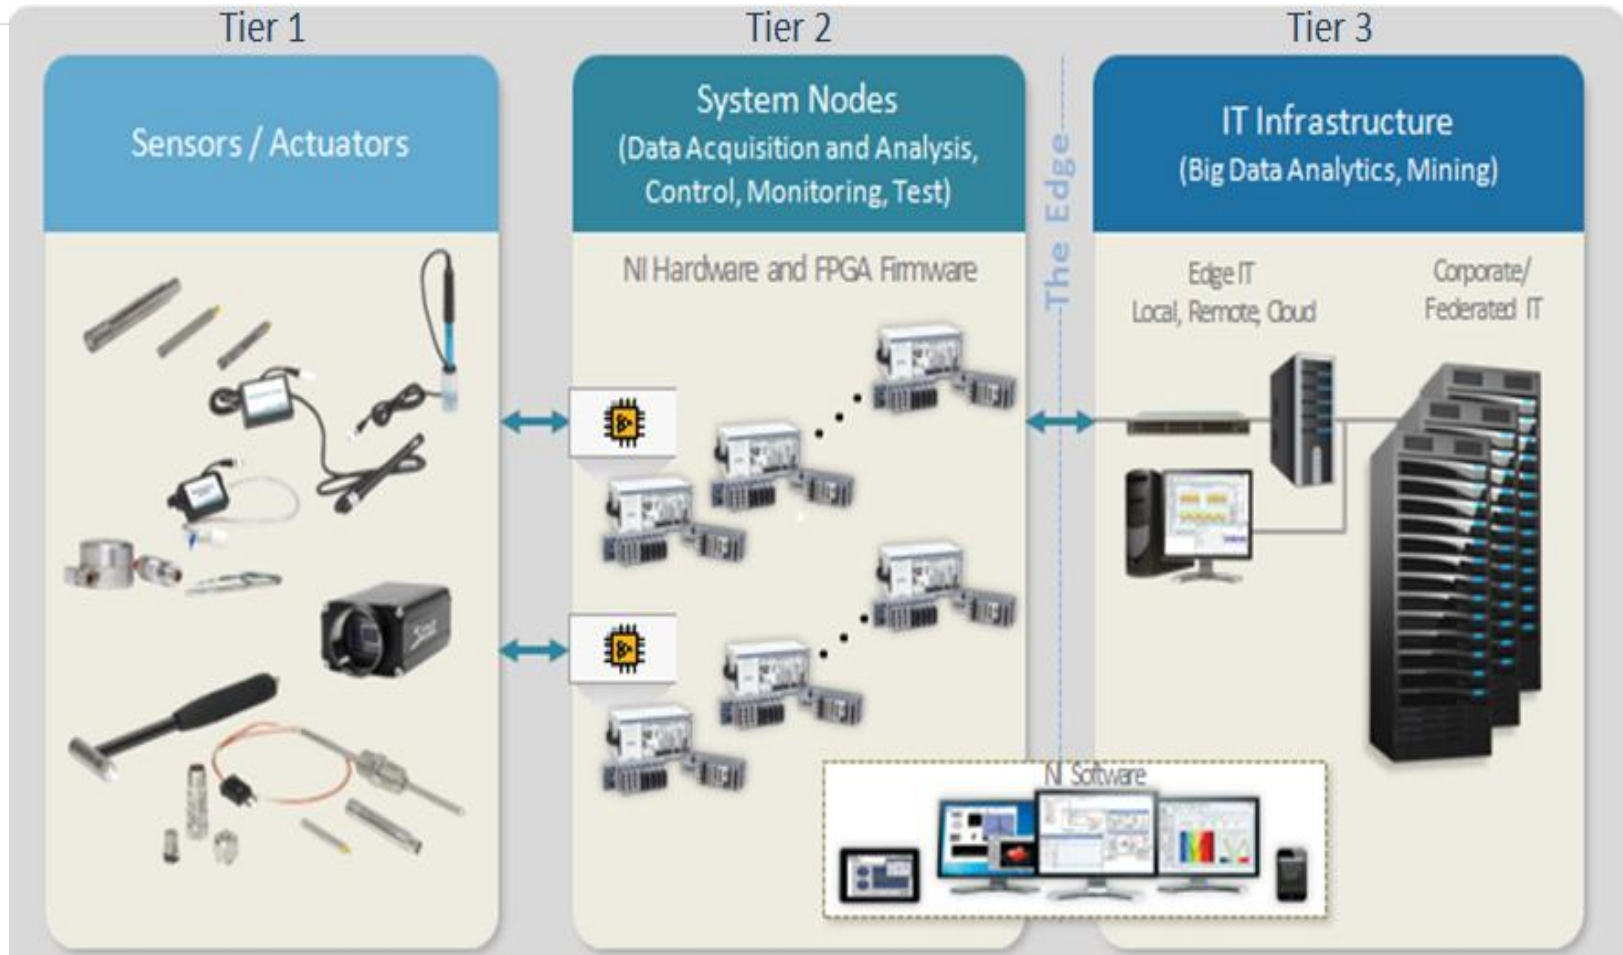 Tier 1
Tier 2
Tier 3
Sensors / Actuators
System Nodes
(Data Acquisition and Analysis,
Control, Monitoring, Test)
The Edge
IT Infrastructure
(Big Data Analytics, Mining)
NI Hardware and FPGA Firmware
Edge IT
Local, Remote, Cloud
Corporate/
Federated IT
NI Software